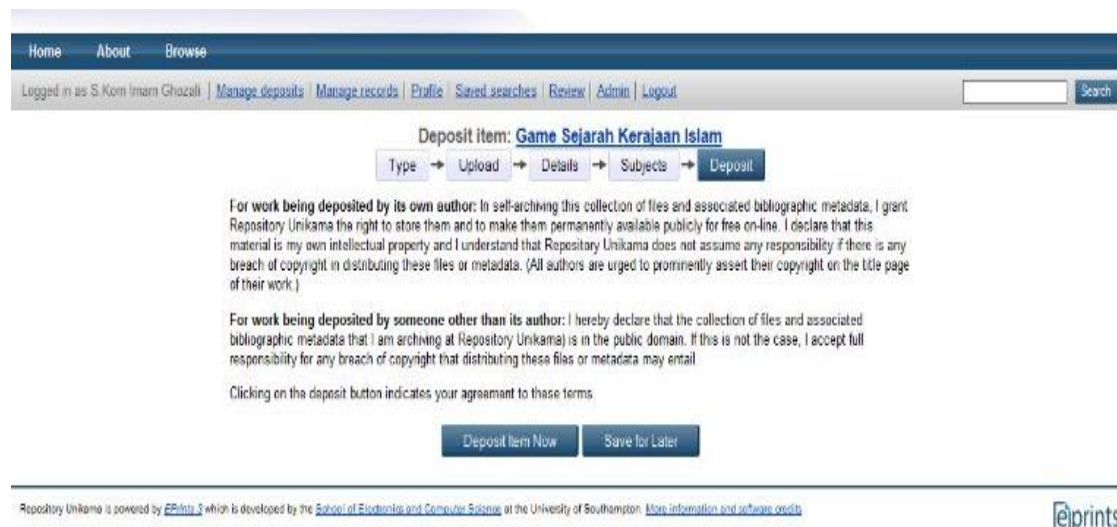 Home About Browse
Logged in as S.Kom Imam Ghozali | Manage deposits | Manage records | Profile | Saved searches | Review | Admin | Logout
Search
Deposit item: Game Sejarah Kerajaan Islam
Type → Upload → Details → Subjects → Deposit
For work being deposited by its own author: In self-archiving this collection of files and associated bibliographic metadata, I grant
Repository Unikama the right to store them and to make them permanently available publicly for free on-line. I declare that this
material is my own intellectual property and I understand that Repository Unikama does not assume any responsibility if there is any
breach of copyright in distributing these files or metadata. (All authors are urged to prominently assert their copyright on the title page
of their work.)
For work being deposited by someone other than its author: I hereby declare that the collection of files and associated
bibliographic metadata that I am archiving at Repository Unikama) is in the public domain. If this is not the case, I accept full
responsibility for any breach of copyright that distributing these files or metadata may entail
Clicking on the deposit button indicates your agreement to these terms
Deposit Item Now Save for Later
Repository Unikama is powered by EPrints 3 which is developed by the School of Electronics and Computer Science at the University of Southampton. More information and software credits
eprints